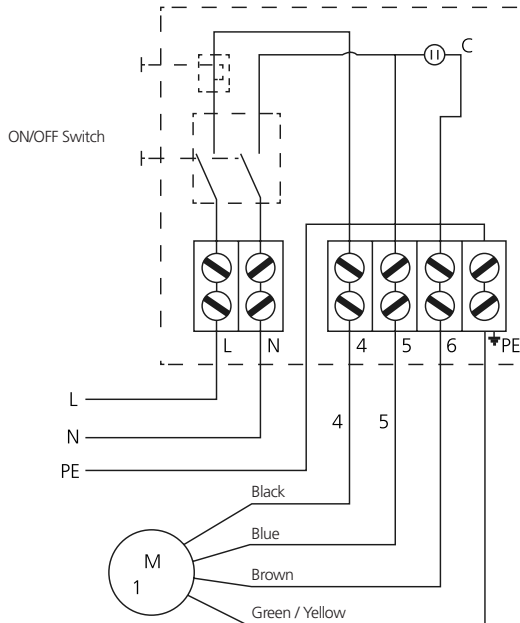 C
ON/OFF Switch
L N 4 5 6 PE
L
4 5
N
PE
Black
Blue
M
1
Brown
Green / Yellow